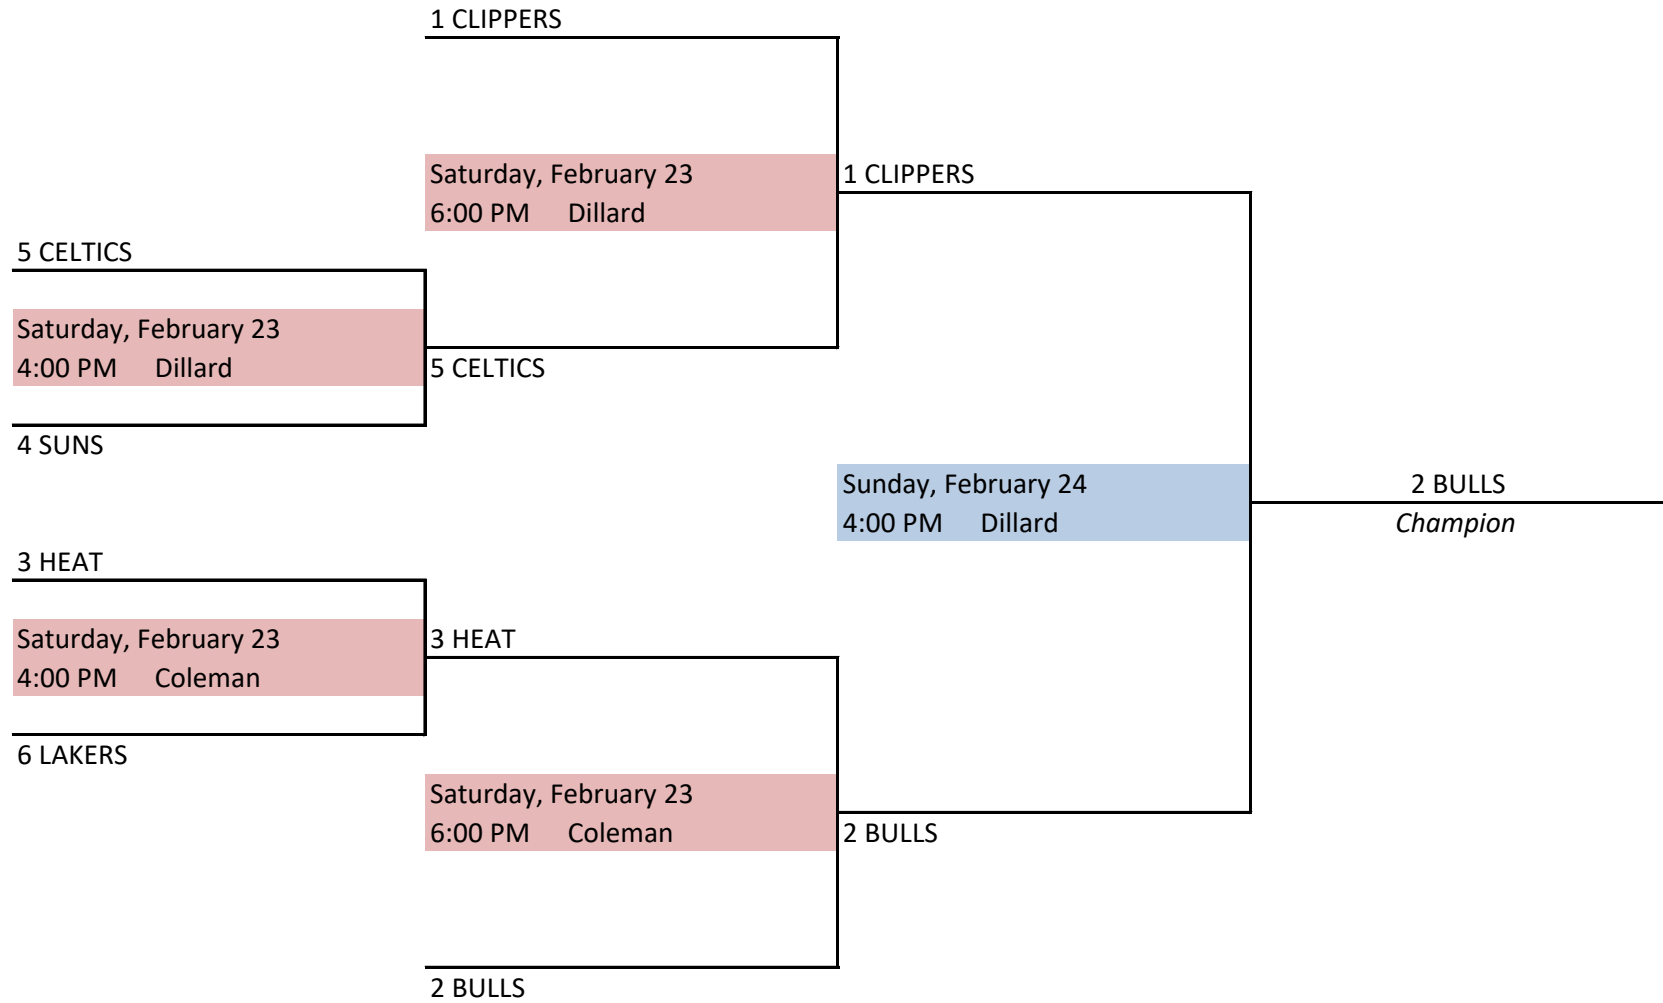 1 CLIPPERS
Saturday, February 23
6:00 PM Dillard
1 CLIPPERS
5 CELTICS
Saturday, February 23
4:00 PM Dillard
5 CELTICS
4 SUNS
Sunday, February 24
4:00 PM Dillard
2 BULLS
Champion
3 HEAT
Saturday, February 23
4:00 PM Coleman
3 HEAT
6 LAKERS
Saturday, February 23
6:00 PM Coleman
2 BULLS
2 BULLS